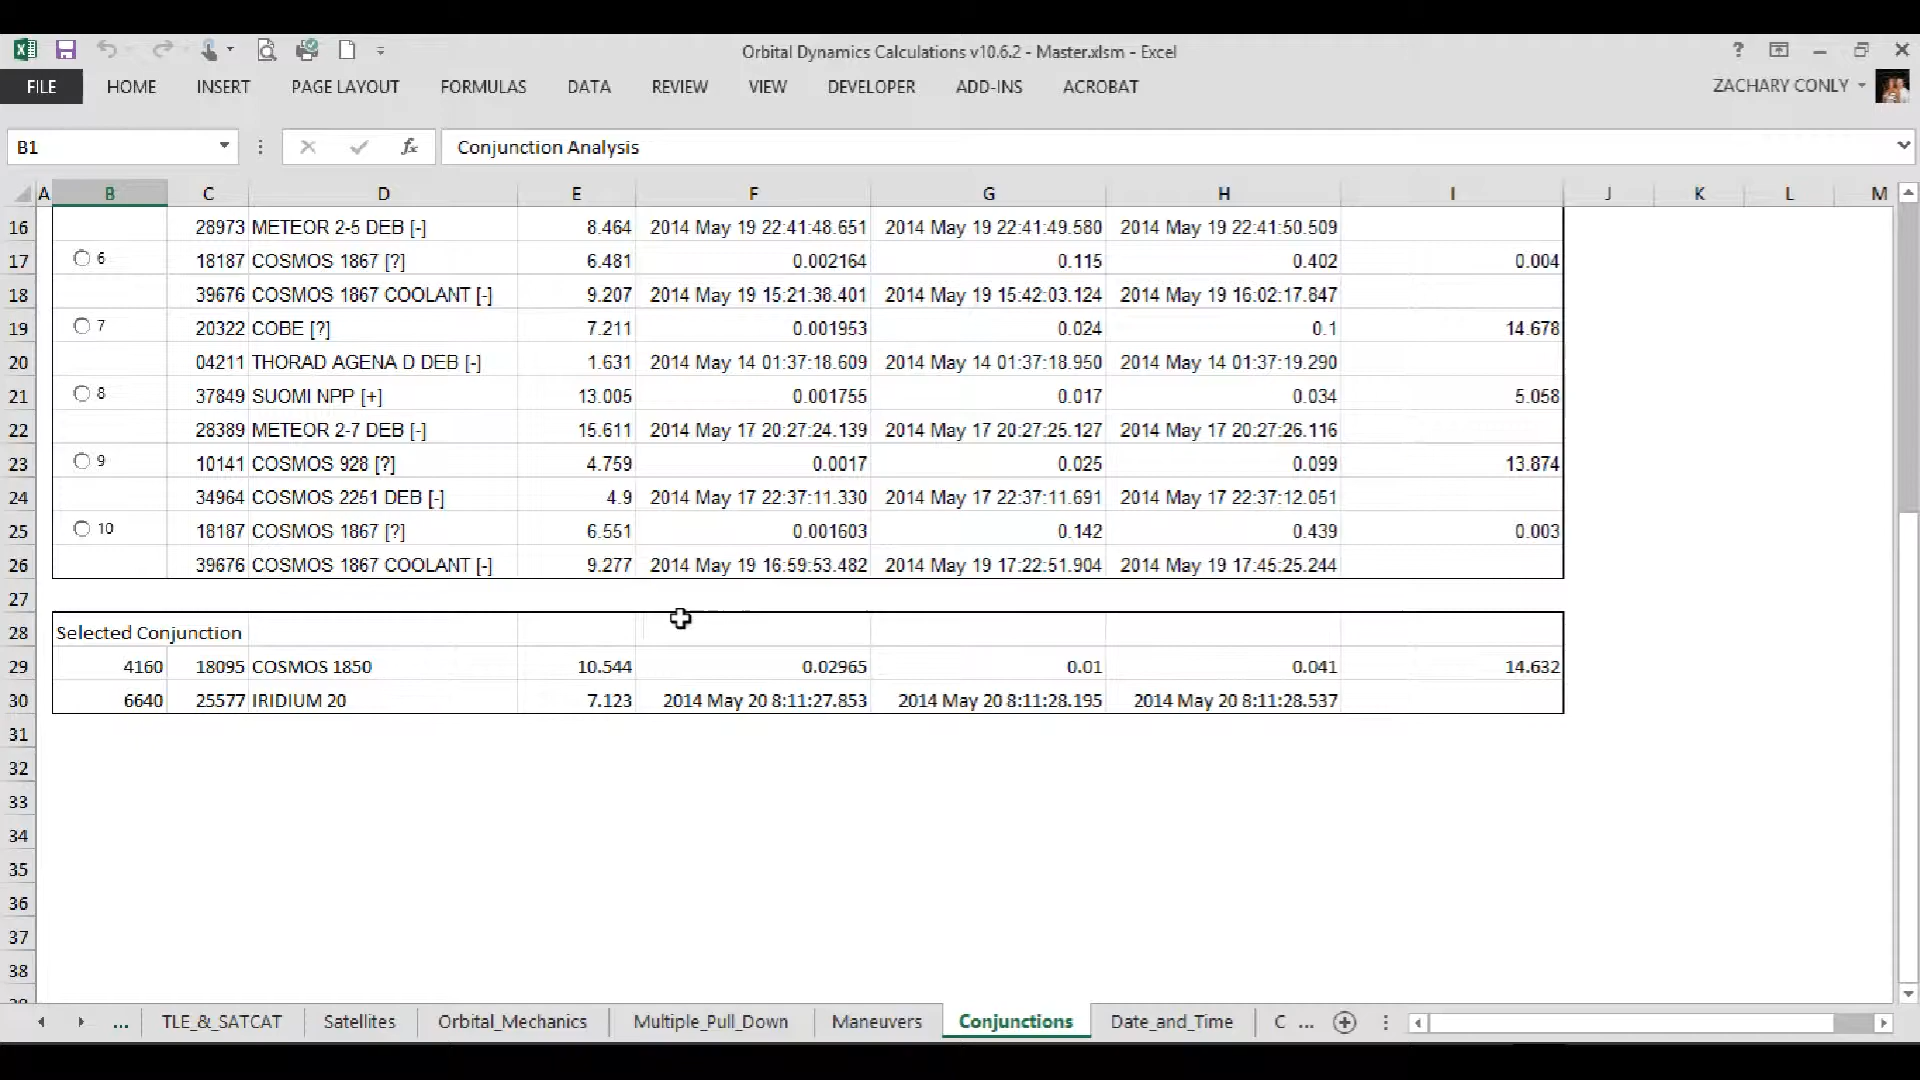 Orbital Dynamics Calculations v10.6.2 - Master.xlsm - Excel
?
FILE HOME INSERT PAGE LAYOUT FORMULAS DATA REVIEW VIEW DEVELOPER ADD-INS ACROBAT ZACHARY CONLY
B1 fx Conjunction Analysis
A B C D E F G H I J K L M
16 28973 METEOR 2-5 DEB [-] 8.464 2014 May 19 22:41:48.651 2014 May 19 22:41:49.580 2014 May 19 22:41:50.509
17 6 18187 COSMOS 1867 [?] 6.481 0.002164 0.115 0.402 0.004
18 39676 COSMOS 1867 COOLANT [-] 9.207 2014 May 19 15:21:38.401 2014 May 19 15:42:03.124 2014 May 19 16:02:17.847
19 7 20322 COBE [?] 7.211 0.001953 0.024 0.1 14.678
20 04211 THORAD AGENA D DEB [-] 1.631 2014 May 14 01:37:18.609 2014 May 14 01:37:18.950 2014 May 14 01:37:19.290
21 8 37849 SUOMI NPP [+] 13.005 0.001755 0.017 0.034 5.058
22 28389 METEOR 2-7 DEB [-] 15.611 2014 May 17 20:27:24.139 2014 May 17 20:27:25.127 2014 May 17 20:27:26.116
23 9 10141 COSMOS 928 [?] 4.759 0.0017 0.025 0.099 13.874
24 34964 COSMOS 2251 DEB [-] 4.9 2014 May 17 22:37:11.330 2014 May 17 22:37:11.691 2014 May 17 22:37:12.051
25 10 18187 COSMOS 1867 [?] 6.551 0.001603 0.142 0.439 0.003
26 39676 COSMOS 1867 COOLANT [-] 9.277 2014 May 19 16:59:53.482 2014 May 19 17:22:51.904 2014 May 19 17:45:25.244
27
28 Selected Conjunction
29 4160 18095 COSMOS 1850 10.544 0.02965 0.01 0.041 14.632
30 6640 25577 IRIDIUM 20 7.123 2014 May 20 8:11:27.853 2014 May 20 8:11:28.195 2014 May 20 8:11:28.537
31
32
33
34
35
36
37
38
... TLE_&_SATCAT Satellites Orbital_Mechanics Multiple_Pull_Down Maneuvers Conjunctions Date_and_Time C ...